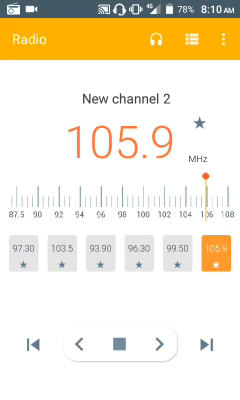 4G 78% 8:10 AM
Radio
New channel 2
105.9
MHz
87.5 90 92 94 96 98 100 102 104 106 108
97.30 103.5 93.90 96.30 99.50 105.9